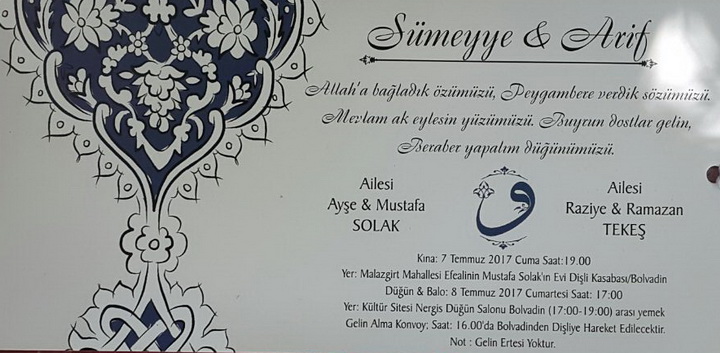 Sümeyye & Arif
Allah'a bağladık özümüzü, Peygambere verdik sözümüzü.
Mevlam ak eylesin yüzümüzü. Buyrun dostlar gelin,
Beraber yapalım düğünümüzü.
Ailesi
Ayşe & Mustafa
SOLAK
و
Ailesi
Raziye & Ramazan
TEKEŞ
Kına: 7 Temmuz 2017 Cuma Saat:19.00
Yer: Malazgirt Mahallesi Efealinin Mustafa Solak'ın Evi Dişli Kasabası/Bolvadin
Düğün & Balo: 8 Temmuz 2017 Cumartesi Saat: 17:00
Yer: Kültür Sitesi Nergis Düğün Salonu Bolvadin (17:00-19:00) arası yemek
Gelin Alma Konvoy: Saat: 16.00'da Bolvadinden Dişliye Hareket Edilecektir.
Not : Gelin Ertesi Yoktur.